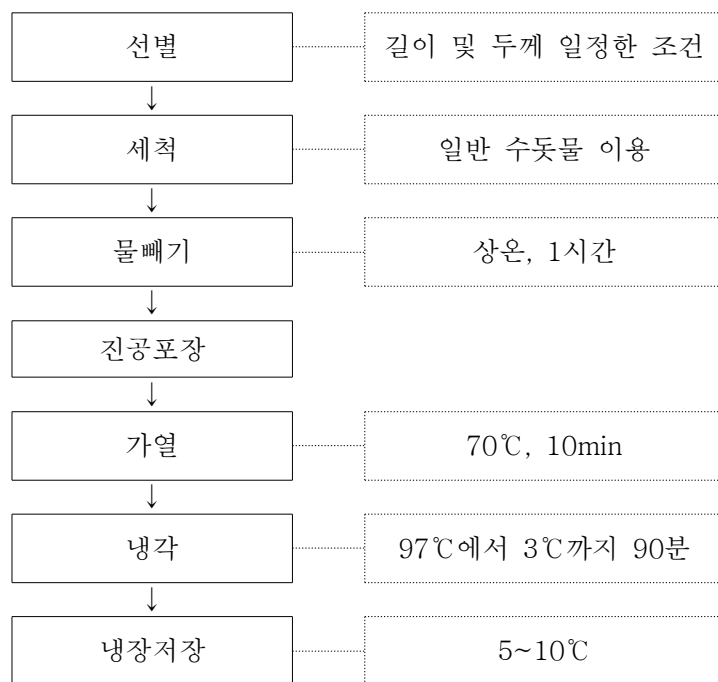 선별 길이 및 두께 일정한 조건
↓
세척 일반 수돗물 이용
↓
물빼기 상온, 1시간
↓
진공포장
↓
가열 70℃, 10min
↓
냉각 97℃에서 3℃까지 90분
↓
냉장저장 5~10℃